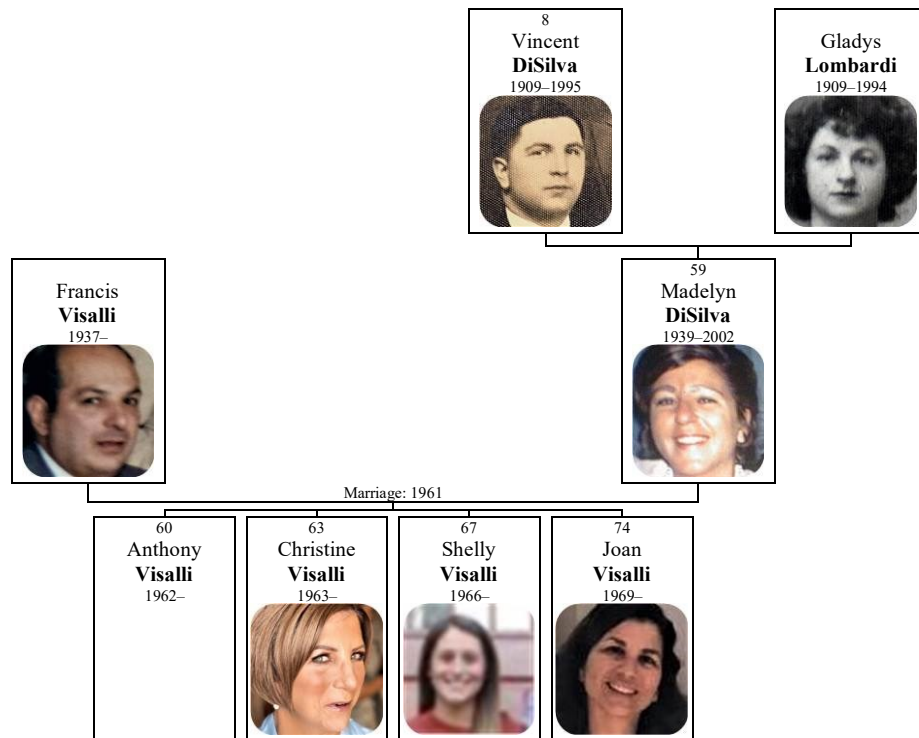 8
Vincent
DiSilva
1909–1995
Gladys
Lombardi
1909–1994
Francis
Visalli
1937–
59
Madelyn
DiSilva
1939–2002
Marriage: 1961
60
Anthony
Visalli
1962–
63
Christine
Visalli
1963–
67
Shelly
Visalli
1966–
74
Joan
Visalli
1969–